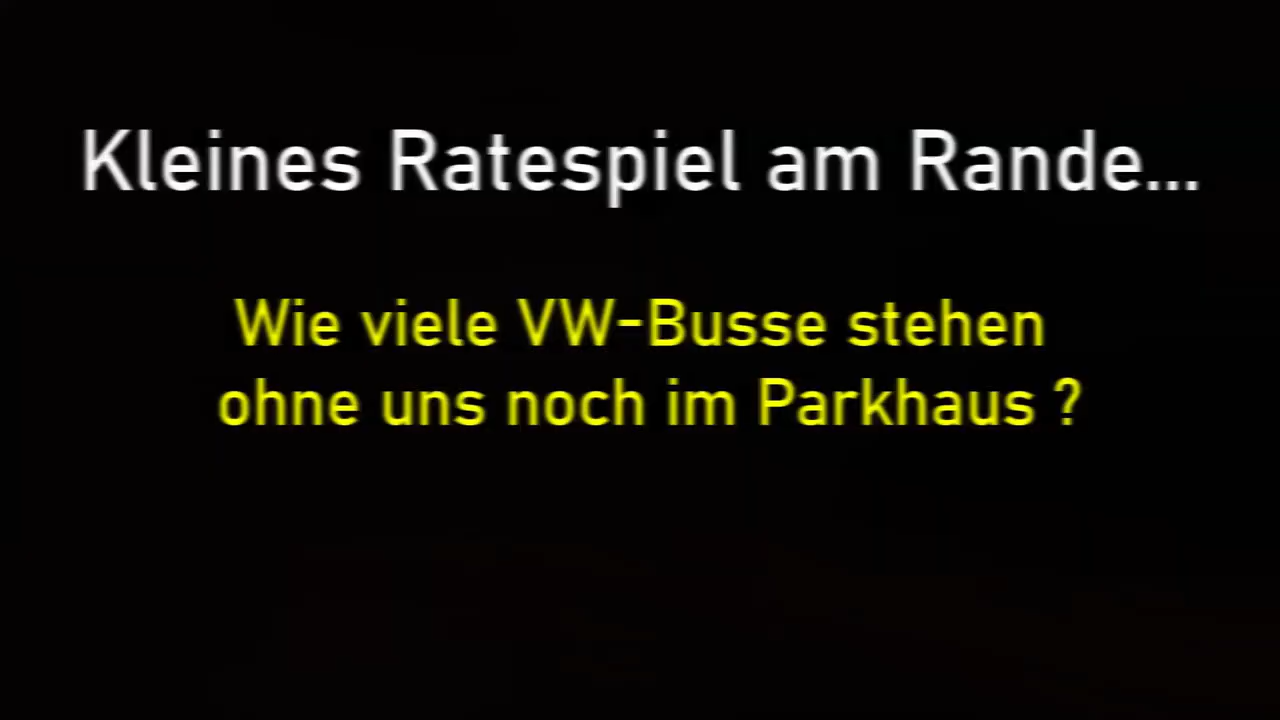 Kleines Ratespiel am Rande...
Wie viele VW-Busse stehen
ohne uns noch im Parkhaus ?